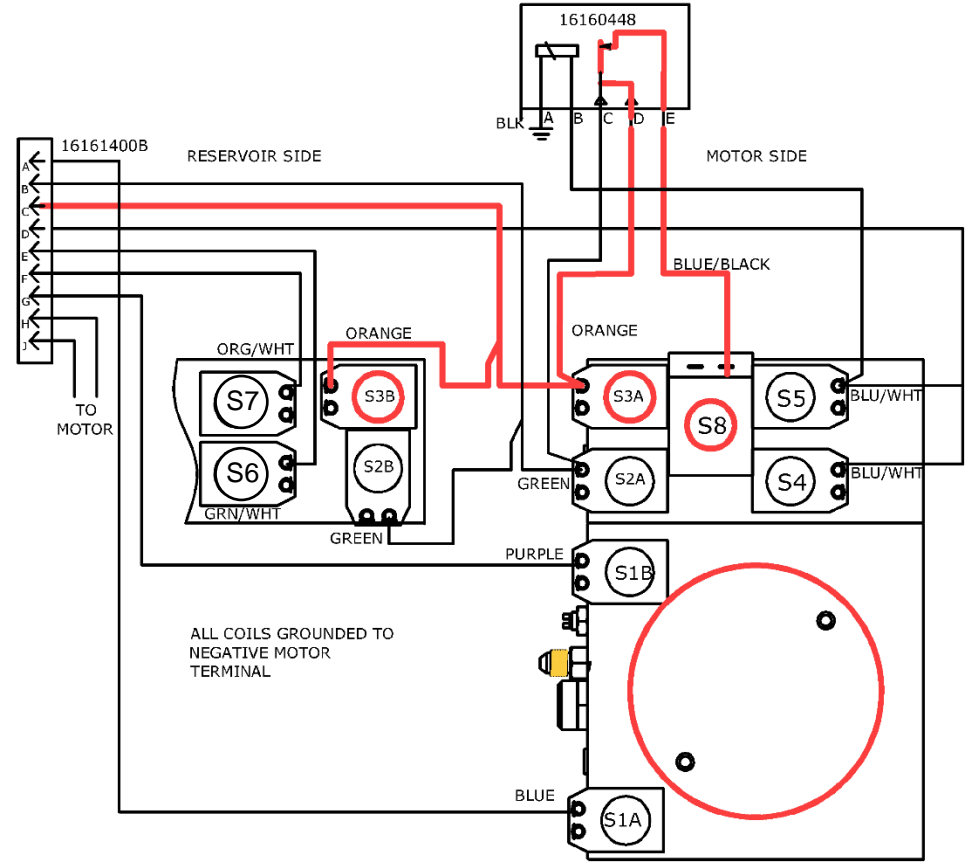 16160448
BLK
A
B
C
D
E
16161400B
RESERVOIR SIDE
MOTOR SIDE
A
B
C
D
E
F
G
H
J
BLUE/BLACK
ORANGE
ORANGE
ORG/WHT
TO
MOTOR
S7
S3B
S3A
S8
S5
BLU/WHT
S6
S2B
S2A
S4
BLU/WHT
GREEN
GRN/WHT
GREEN
PURPLE
S1B
ALL COILS GROUNDED TO
NEGATIVE MOTOR
TERMINAL
BLUE
S1A